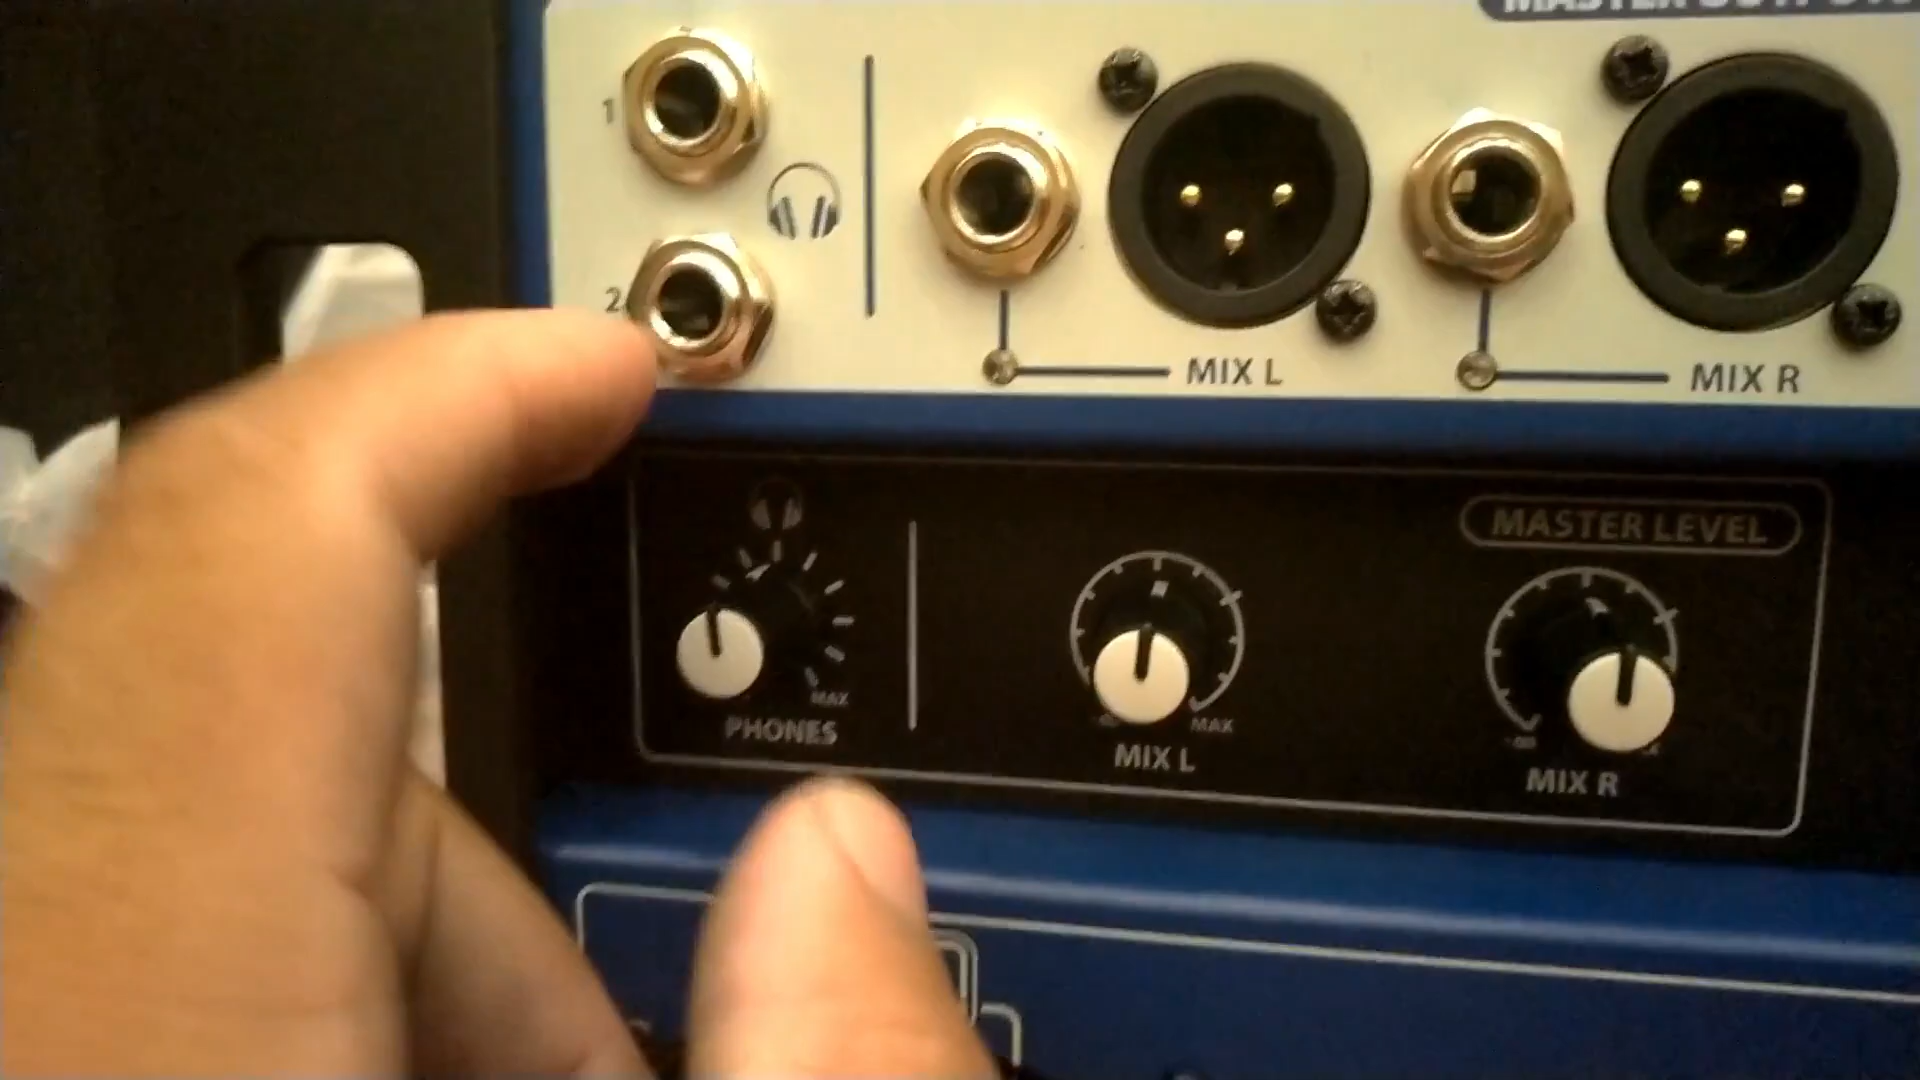 1
2
MIX L
MIX R
MASTER LEVEL
MAX
PHONES
MAX
MIX L
-∞
MIX R